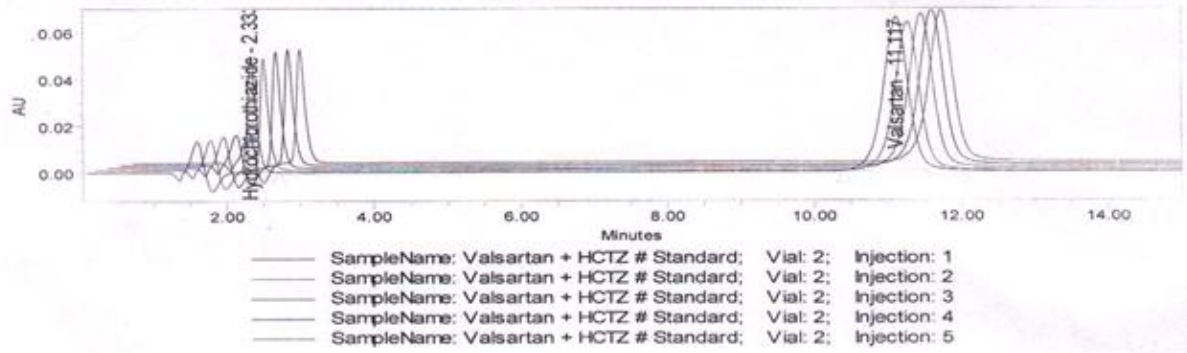 0.06
0.04
0.02
0.00
AU
Hydrochlorothiazide - 2.333
Valsartan - 11.117
2.00 4.00 6.00 8.00 10.00 12.00 14.00
Minutes
SampleName: Valsartan + HCTZ # Standard; Vial: 2; Injection: 1
SampleName: Valsartan + HCTZ # Standard; Vial: 2; Injection: 2
SampleName: Valsartan + HCTZ # Standard; Vial: 2; Injection: 3
SampleName: Valsartan + HCTZ # Standard; Vial: 2; Injection: 4
SampleName: Valsartan + HCTZ # Standard; Vial: 2; Injection: 5